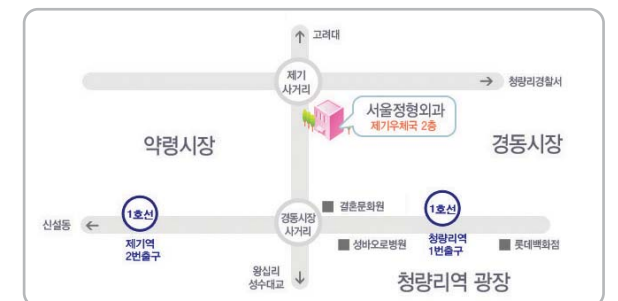 고려대
제기
사거리
청량리경찰서
서울정형외과
제기우체국 2층
약령시장
경동시장
1호선
결혼문화원
1호선
신설동
경동시장
사거리
제기역
2번출구
성바오로병원
청량리역
1번출구
롯데백화점
왕십리
성수대교
청량리역 광장